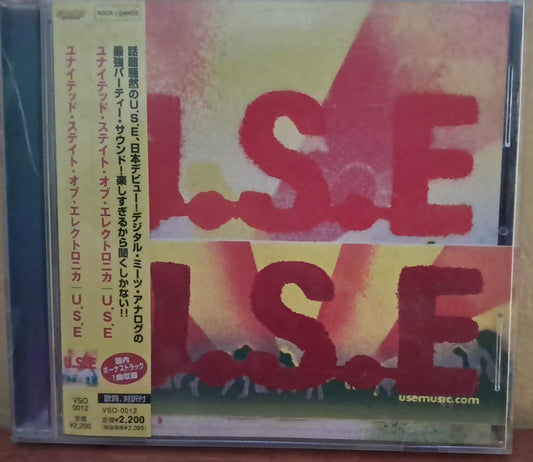 ROCK / DANCE
話題騒然のU.S.E、日本デビュー!デジタル・ミーツ・アナログの
最強パーティー・サウンド!楽しすぎるから聞くしかない!!
ユナイテッド・ステイト・オブ・エレクトロニカ|U.S.E
ユナイテッド・ステイト・オブ・エレクトロニカ|U.S.E
U.S.E
国内
ボーナストラック
1曲収録
VSO
0012
定価
¥2,200
歌詞、対訳付
VSO-0012
定価¥2,200
(税抜価格¥2,095)
.S.E
.S.E
usemusic.com